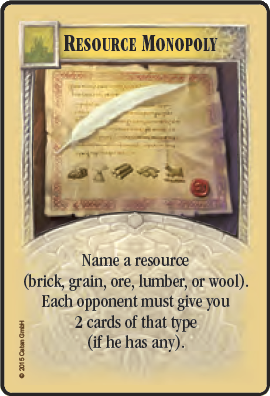 RESOURCE MONOPOLY
Name a resource
(brick, grain, ore, lumber, or wool).
Each opponent must give you
2 cards of that type
(if he has any).
© 2015 Catan GmbH